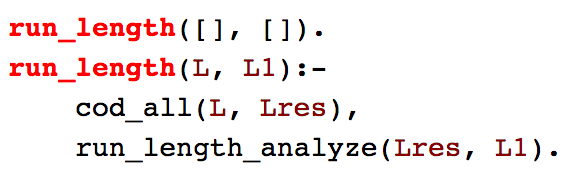 run_length([], []).
run_length(L, L1):-
cod_all(L, Lres),
run_length_analyze(Lres, L1).